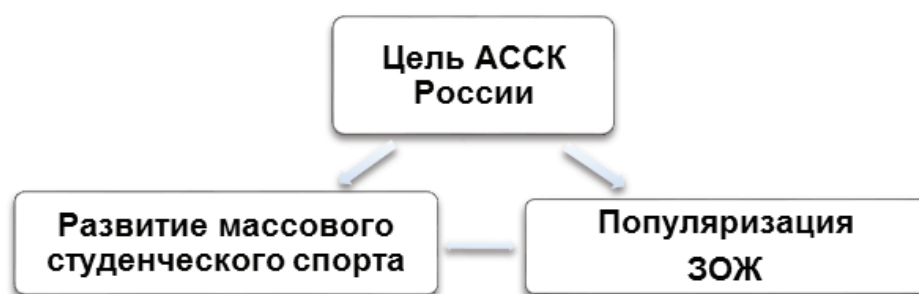 Цель АССК
России
Развитие массового
студенческого спорта
Популяризация
ЗОЖ